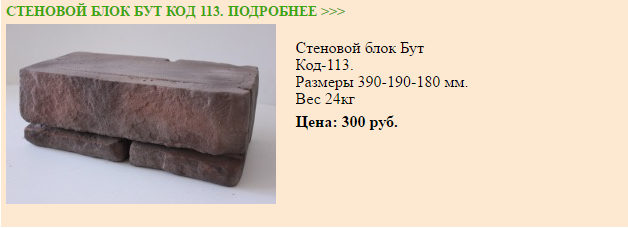 СТЕНОВОЙ БЛОК БУТ КОД 113. ПОДРОБНЕЕ >>>
Стеновой блок Бут
Код-113.
Размеры 390-190-180 мм.
Вес 24кг
Цена: 300 руб.